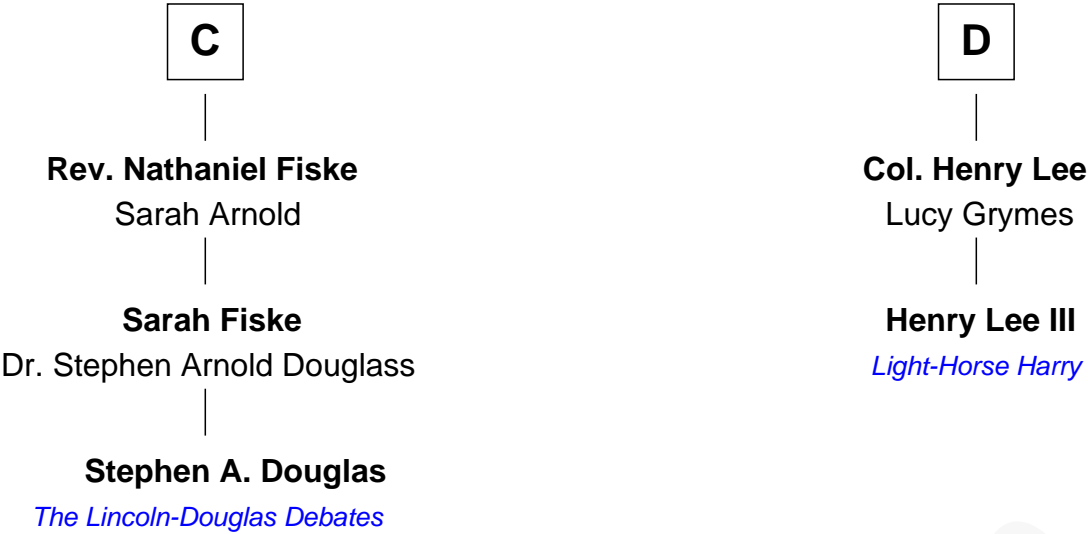 C
Rev. Nathaniel Fiske
Sarah Arnold
Sarah Fiske
Dr. Stephen Arnold Douglass
Stephen A. Douglas
The Lincoln-Douglas Debates
D
Col. Henry Lee
Lucy Grymes
Henry Lee III
Light-Horse Harry